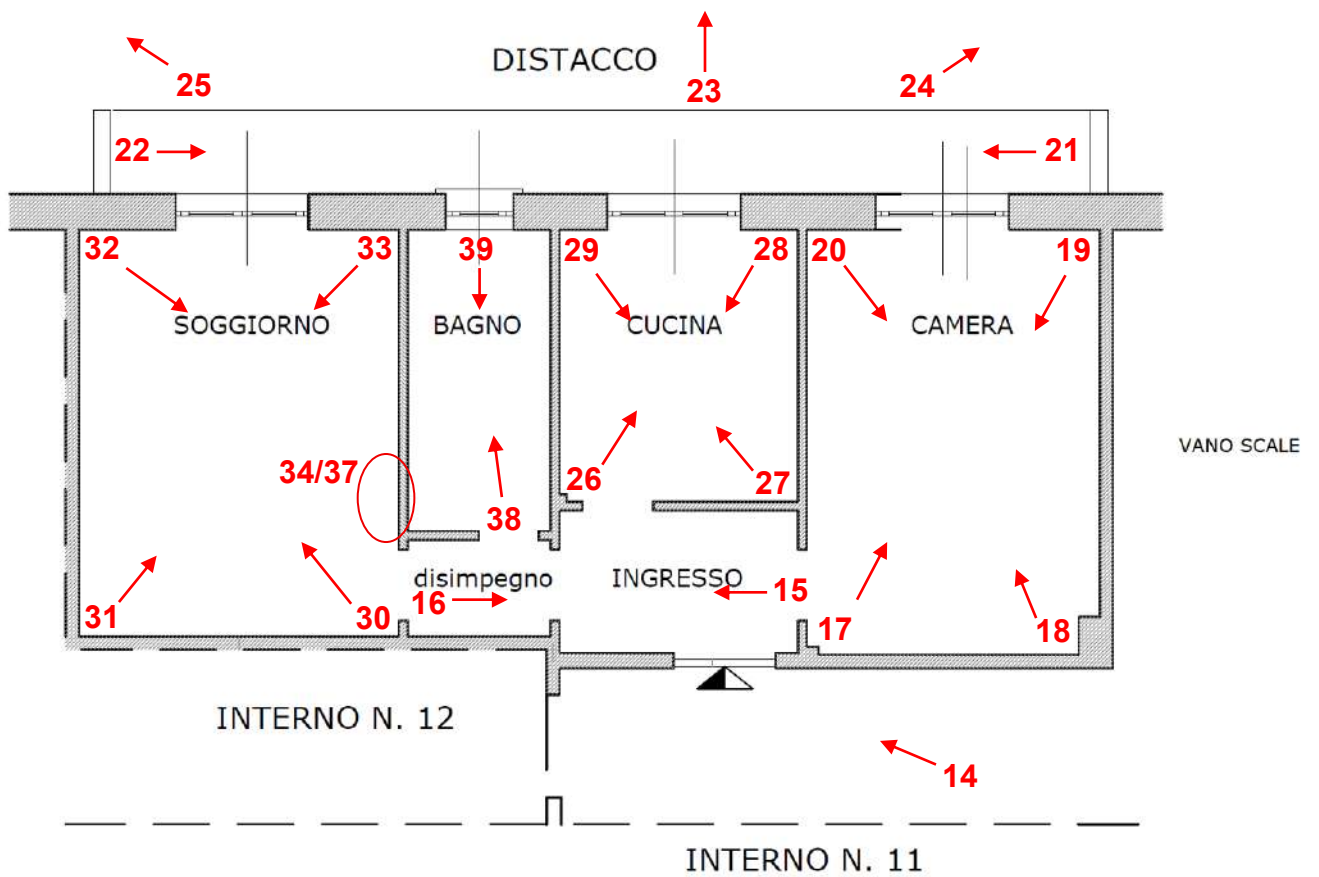 DISTACCO
25
23
24
22
21
32
33
39
29
28
20
19
SOGGIORNO
BAGNO
CUCINA
CAMERA
VANO SCALE
34/37
26
27
38
disimpegno
INGRESSO
16
15
31
30
17
18
INTERNO N. 12
14
INTERNO N. 11